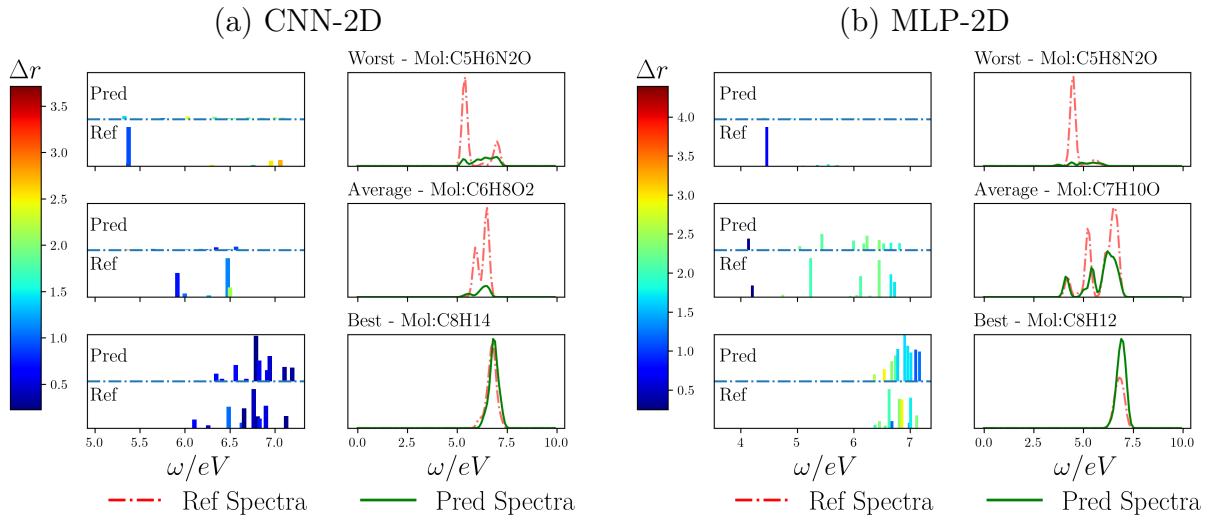 (a) CNN-2D
Δr
3.5
3.0
2.5
2.0
1.5
1.0
0.5
Pred
Ref
Pred
Ref
Pred
Ref
5.0 5.5 6.0 6.5 7.0
ω/eV
Worst - Mol:C5H6N2O
Average - Mol:C6H8O2
Best - Mol:C8H14
0.0 2.5 5.0 7.5 10.0
ω/eV
Ref Spectra
Pred Spectra
(b) MLP-2D
Δr
4.0
3.5
3.0
2.5
2.0
1.5
1.0
0.5
Pred
Ref
Pred
Ref
Pred
Ref
4 5 6 7
ω/eV
Worst - Mol:C5H8N2O
Average - Mol:C7H10O
Best - Mol:C8H12
0.0 2.5 5.0 7.5 10.0
ω/eV
Ref Spectra
Pred Spectra